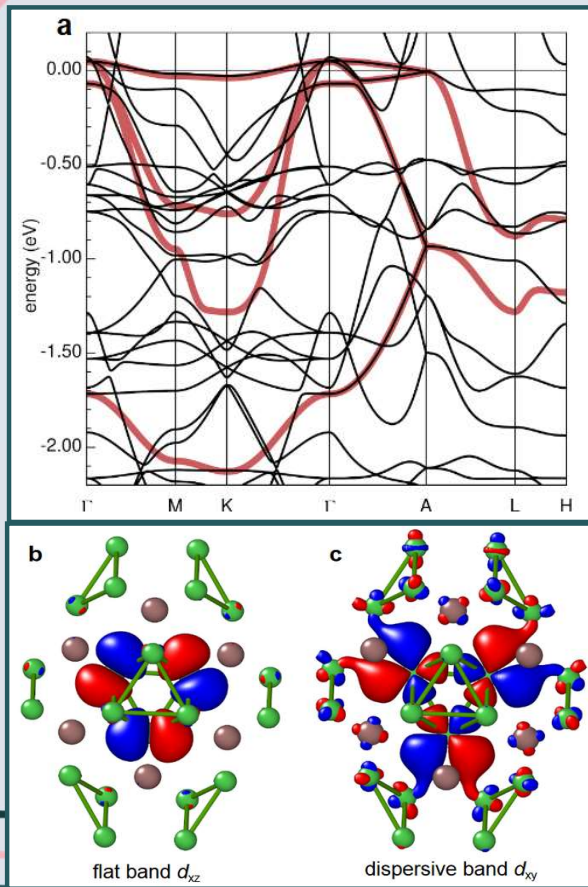 a
0.00
-0.50
-1.00
-1.50
-2.00
energy (eV)
Γ M K Γ A L H
b c
flat band dxz dispersive band dxy